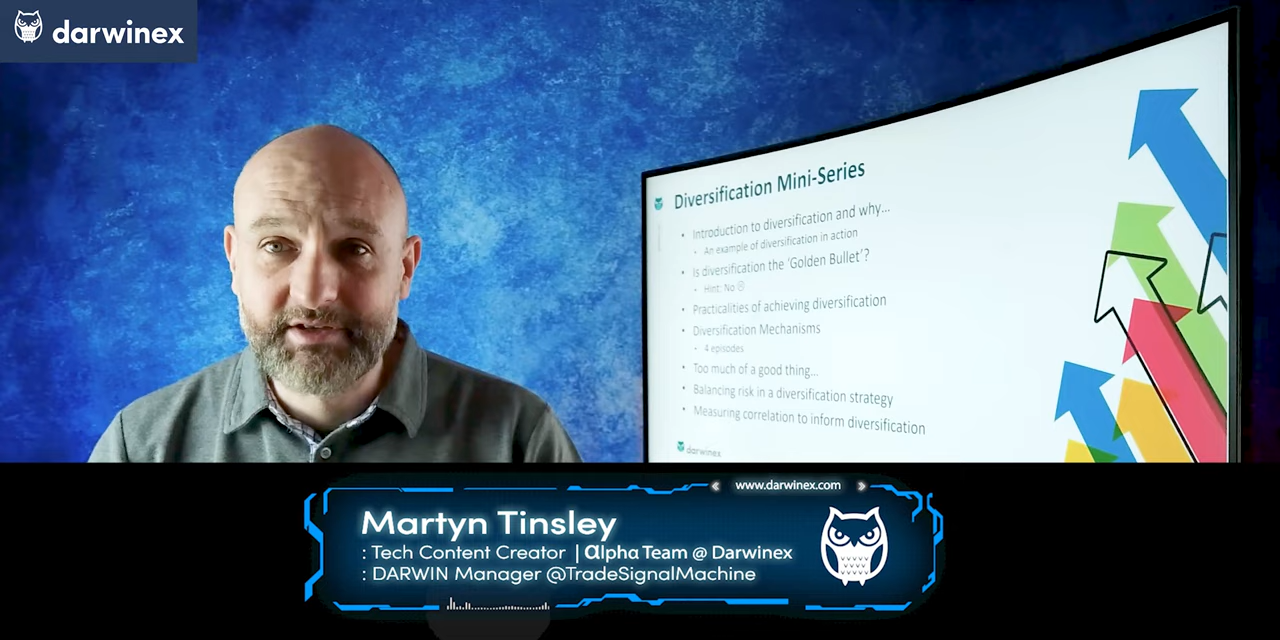 darwinex
Diversification Mini-Series
• Introduction to diversification and why...
• An example of diversification in action
• Is diversification the 'Golden Bullet'?
• Hint: No ☹
• Practicalities of achieving diversification
• Diversification Mechanisms
• 4 episodes
• Too much of a good thing...
• Balancing risk in a diversification strategy
• Measuring correlation to inform diversification
darwinex
www.darwinex.com
Martyn Tinsley
: Tech Content Creator | αlphα Team @ Darwinex
: DARWIN Manager @TradeSignalMachine